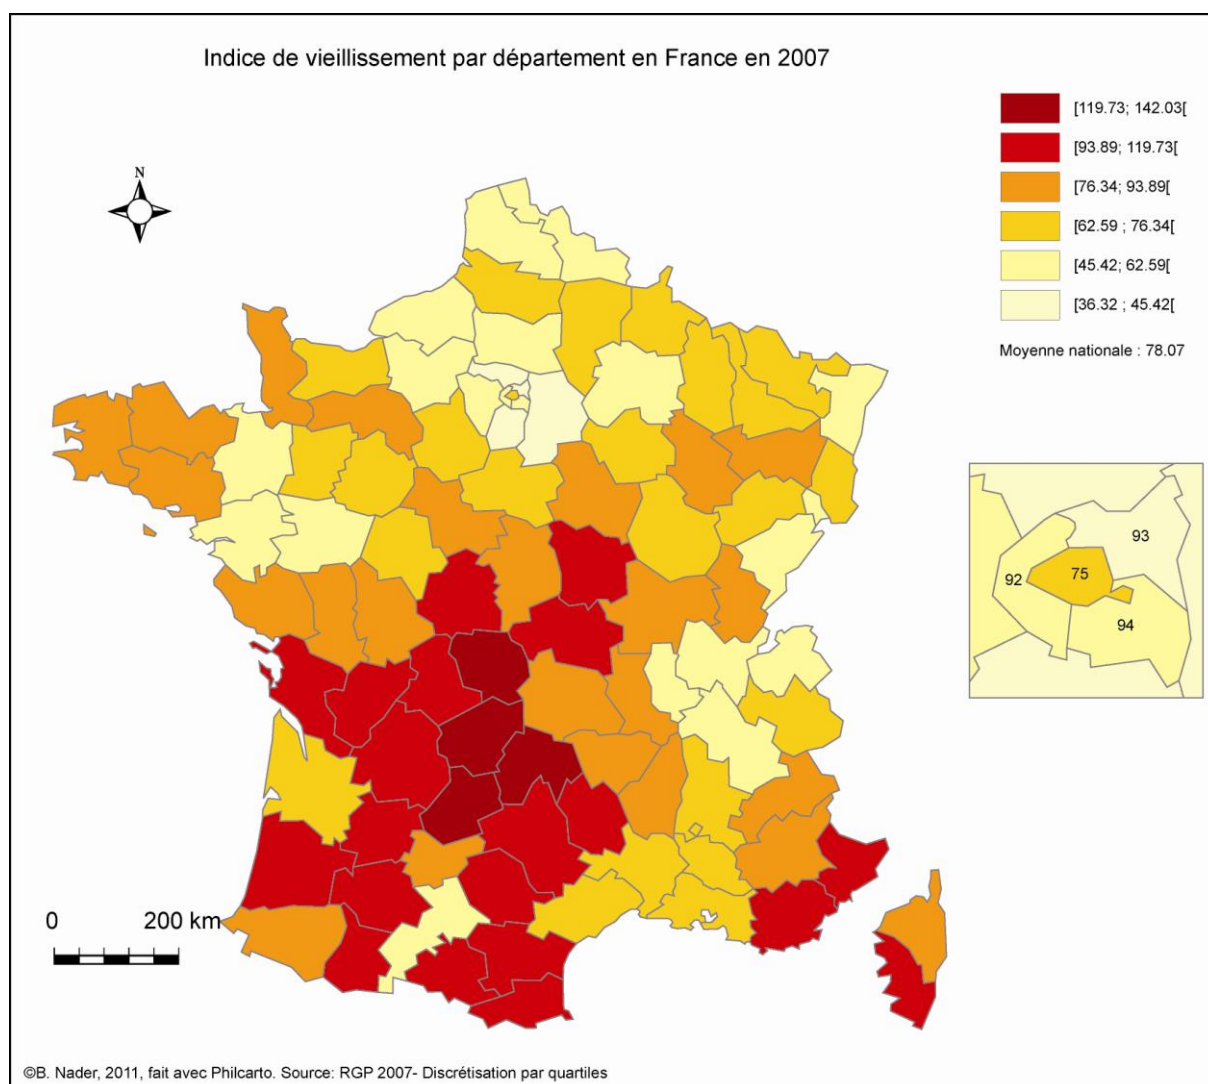 Indice de vieillissement par département en France en 2007
[119.73; 142.03[
[93.89; 119.73[
[76.34; 93.89[
[62.59 ; 76.34[
[45.42; 62.59[
[36.32 ; 45.42[
Moyenne nationale : 78.07
N
93
92
75
94
0 200 km
©B. Nader, 2011, fait avec Philcarto. Source: RGP 2007- Discrétisation par quartiles